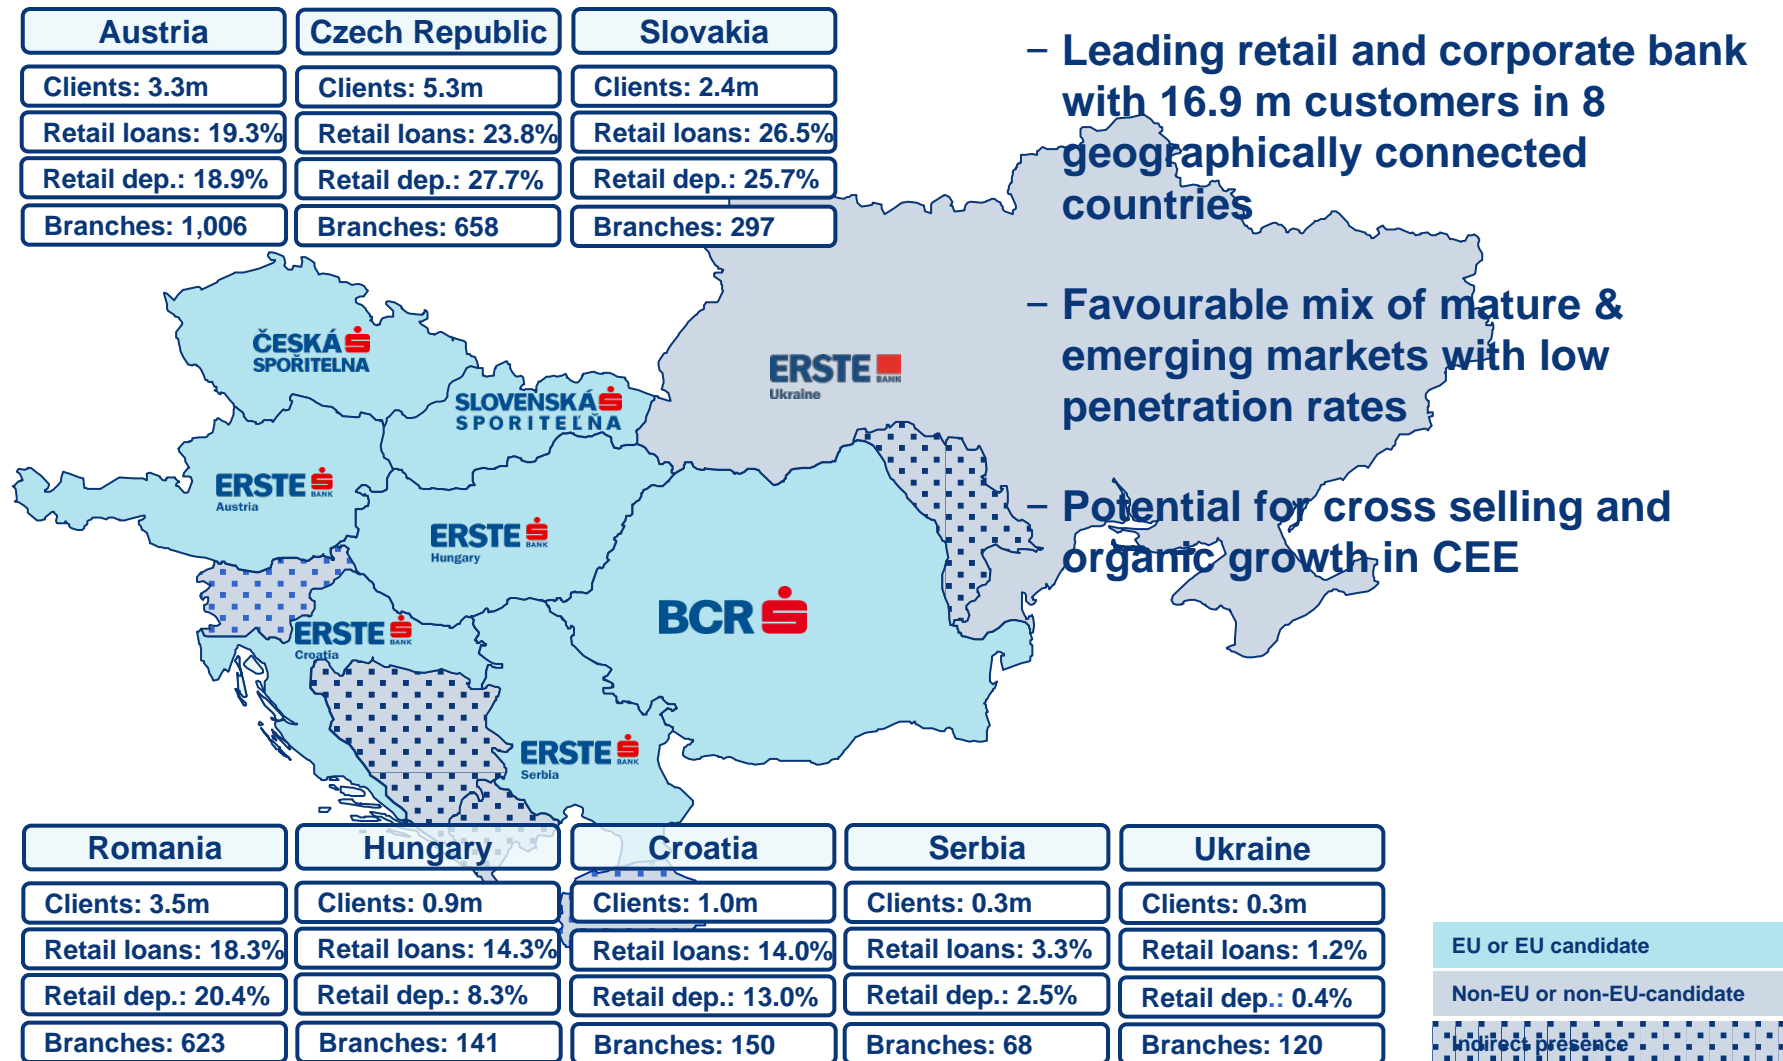 Austria
Clients: 3.3m
Retail loans: 19.3%
Retail dep.: 18.9%
Branches: 1,006
Czech Republic
Clients: 5.3m
Retail loans: 23.8%
Retail dep.: 27.7%
Branches: 658
Slovakia
Clients: 2.4m
Retail loans: 26.5%
Retail dep.: 25.7%
Branches: 297
– Leading retail and corporate bank
with 16.9 m customers in 8
geographically connected
countries
– Favourable mix of mature &
emerging markets with low
penetration rates
– Potential for cross selling and
organic growth in CEE
ČESKÁ
SPOŘITELNA
SLOVENSKÁ
SPORITEĽŇA
ERSTE BANK
Ukraine
ERSTE BANK
Austria
ERSTE BANK
Hungary
BCR
ERSTE BANK
Croatia
ERSTE BANK
Serbia
Romania
Clients: 3.5m
Retail loans: 18.3%
Retail dep.: 20.4%
Branches: 623
Hungary
Clients: 0.9m
Retail loans: 14.3%
Retail dep.: 8.3%
Branches: 141
Croatia
Clients: 1.0m
Retail loans: 14.0%
Retail dep.: 13.0%
Branches: 150
Serbia
Clients: 0.3m
Retail loans: 3.3%
Retail dep.: 2.5%
Branches: 68
Ukraine
Clients: 0.3m
Retail loans: 1.2%
Retail dep.: 0.4%
Branches: 120
EU or EU candidate
Non-EU or non-EU-candidate
Indirect presence